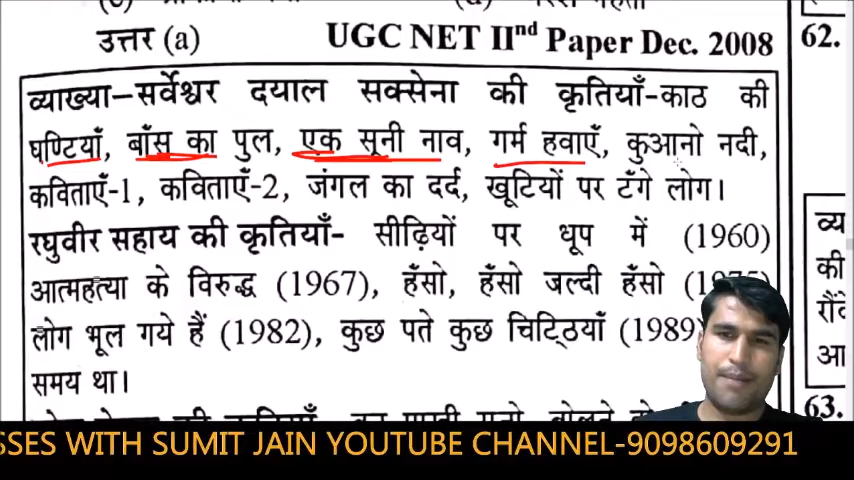 उत्तर (a)
UGC NET IInd Paper Dec. 2008
व्याख्या–सर्वेश्वर दयाल सक्सेना की कृतियाँ-काठ की
घण्टियाँ, बाँस का पुल, एक सूनी नाव, गर्म हवाएँ, कुआनो नदी,
कविताएँ-1, कविताएँ-2, जंगल का दर्द, खूटियों पर टँगे लोग।
रघुवीर सहाय की कृतियाँ- सीढ़ियों पर धूप में (1960)
आत्महत्या के विरुद्ध (1967), हँसो, हँसो जल्दी हँसो
लोग भूल गये हैं (1982), कुछ पते कुछ चिट्ठियाँ (1989)
समय था।
62.
व्य
की
रौंदे
आ
63.
SSES WITH SUMIT JAIN YOUTUBE CHANNEL-9098609291